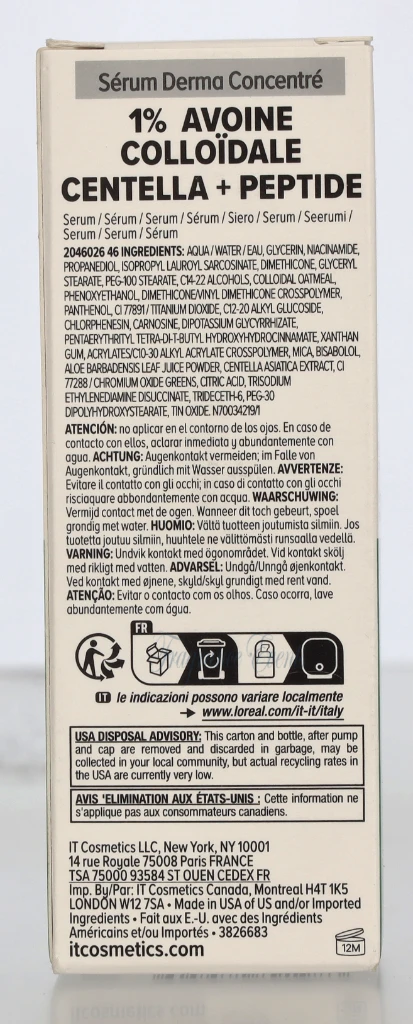 Sérum Derma Concentré
1% AVOINE
COLLOÏDALE
CENTELLA + PEPTIDE
Serum / Sérum / Serum / Sérum / Siero / Serum / Seerumi /
Serum / Serum / Sérum
2046026 46 INGREDIENTS: AQUA / WATER / EAU, GLYCERIN, NIACINAMIDE,
PROPANEDIOL, ISOPROPYL LAUROYL SARCOSINATE, DIMETHICONE, GLYCERYL
STEARATE, PEG-100 STEARATE, C14-22 ALCOHOLS, COLLOIDAL OATMEAL,
PHENOXYETHANOL, DIMETHICONE/VINYL DIMETHICONE CROSSPOLYMER,
PANTHENOL, CI 77891 / TITANIUM DIOXIDE, C12-20 ALKYL GLUCOSIDE,
CHLORPHENESIN, CARNOSINE, DIPOTASSIUM GLYCYRRHIZATE,
PENTAERYTHRITYL TETRA-DI-T-BUTYL HYDROXYHYDROCINNAMATE, XANTHAN
GUM, ACRYLATES/C10-30 ALKYL ACRYLATE CROSSPOLYMER, MICA, BISABOLOL,
ALOE BARBADENSIS LEAF JUICE POWDER, CENTELLA ASIATICA EXTRACT, CI
77288 / CHROMIUM OXIDE GREENS, CITRIC ACID, TRISODIUM
ETHYLENEDIAMINE DISUCCINATE, TRIDECETH-6, PEG-30
DIPOLYHYDROXYSTEARATE, TIN OXIDE. N70034219/1
ATENCIÓN: no aplicar en el contorno de los ojos. En caso de
contacto con ellos, aclarar inmediata y abundantemente con
agua. ACHTUNG: Augenkontakt vermeiden; im Falle von
Augenkontakt, gründlich mit Wasser ausspülen. AVVERTENZE:
Evitare il contatto con gli occhi; in caso di contatto con gli occhi
risciaquare abbondantemente con acqua. WAARSCHUWING:
Vermijd contact met de ogen. Wanneer dit toch gebeurt, spoel
grondig met water. HUOMIO: Vältä tuotteen joutumista silmiin. Jos
tuotetta joutuu silmiin, huuhtele ne välittömästi runsaalla vedellä.
VARNING: Undvik kontakt med ögonområdet. Vid kontakt skölj
med rikligt med vatten. ADVARSEL: Undgå/Unngå øjenkontakt.
Ved kontakt med øjnene, skyld/skyl grundigt med rent vand.
ATENÇÃO: Evitar o contacto com os olhos. Caso ocorra, lave
abundantemente com água.
FR
IT le indicazioni possono variare localmente
→ www.loreal.com/it-it/italy
USA DISPOSAL ADVISORY: This carton and bottle, after pump
and cap are removed and discarded in garbage, may be
collected in your local community, but actual recycling rates in
the USA are currently very low.
AVIS 'ELIMINATION AUX ÉTATS-UNIS : Cette information ne
s'applique pas aux consommateurs canadiens.
IT Cosmetics LLC, New York, NY 10001
14 rue Royale 75008 Paris FRANCE
TSA 75000 93584 ST OUEN CEDEX FR
Imp. By/Par: IT Cosmetics Canada, Montreal H4T 1K5
LONDON W12 7SA • Made in USA of US and/or Imported
Ingredients • Fait aux E.-U. avec des Ingrédients
Américains et/ou Importés • 3826683
itcosmetics.com
12M